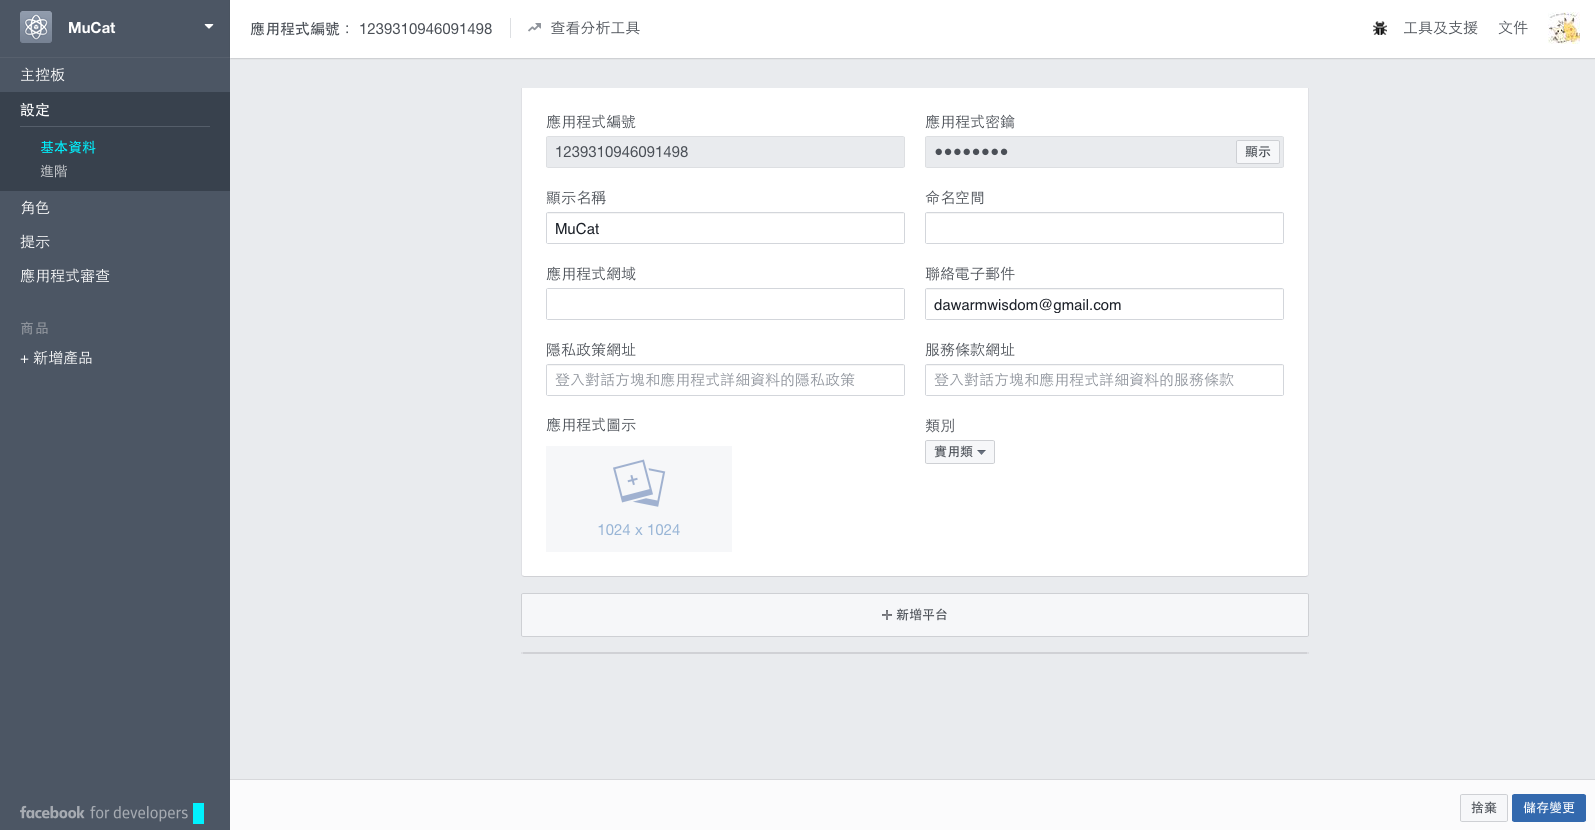 MuCat
應用程式編號： 1239310946091498
查看分析工具
工具及支援
文件
主控板
設定
基本資料
進階
角色
提示
應用程式審查
商品
+ 新增產品
facebook for developers
應用程式編號
1239310946091498
應用程式密鑰
●●●●●●●●
顯示
顯示名稱
MuCat
命名空間
應用程式網域
聯絡電子郵件
dawarmwisdom@gmail.com
隱私政策網址
登入對話方塊和應用程式詳細資料的隱私政策
服務條款網址
登入對話方塊和應用程式詳細資料的服務條款
應用程式圖示
1024 x 1024
類別
實用類
+ 新增平台
捨棄
儲存變更